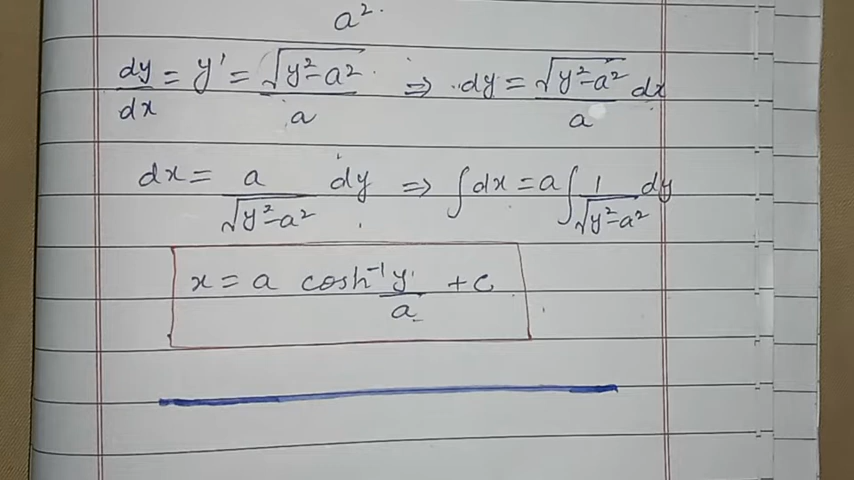 a².
dy/dx = y' = √(y²-a²)/a ⇒ dy = √(y²-a²)/a dx
dx = a/√(y²-a²) dy ⇒ ∫dx = a∫ 1/√(y²-a²) dy
x = a cosh⁻¹ y/a + c